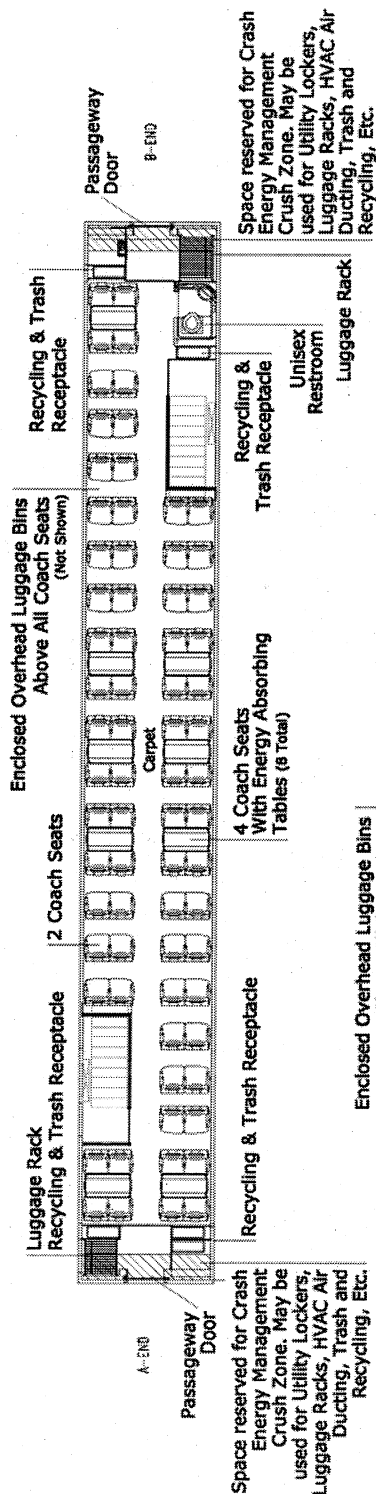 Enclosed Overhead Luggage Bins
Above All Coach Seats
(Not Shown)
Recycling & Trash
Receptacle
Passageway
Door
B-END
Space reserved for Crash
Energy Management
Crush Zone. May be
used for Utility Lockers,
Luggage Racks, HVAC Air
Ducting, Trash and
Recycling, Etc.
Luggage Rack
Unisex
Restroom
Recycling &
Trash Receptacle
2 Coach Seats
Carpet
4 Coach Seats
With Energy Absorbing
Tables (8 Total)
Luggage Rack
Recycling & Trash Receptacle
Recycling & Trash Receptacle
A-END
Passageway
Door
Space reserved for Crash
Energy Management
Crush Zone. May be
used for Utility Lockers,
Luggage Racks, HVAC Air
Ducting, Trash and
Recycling, Etc.
Enclosed Overhead Luggage Bins